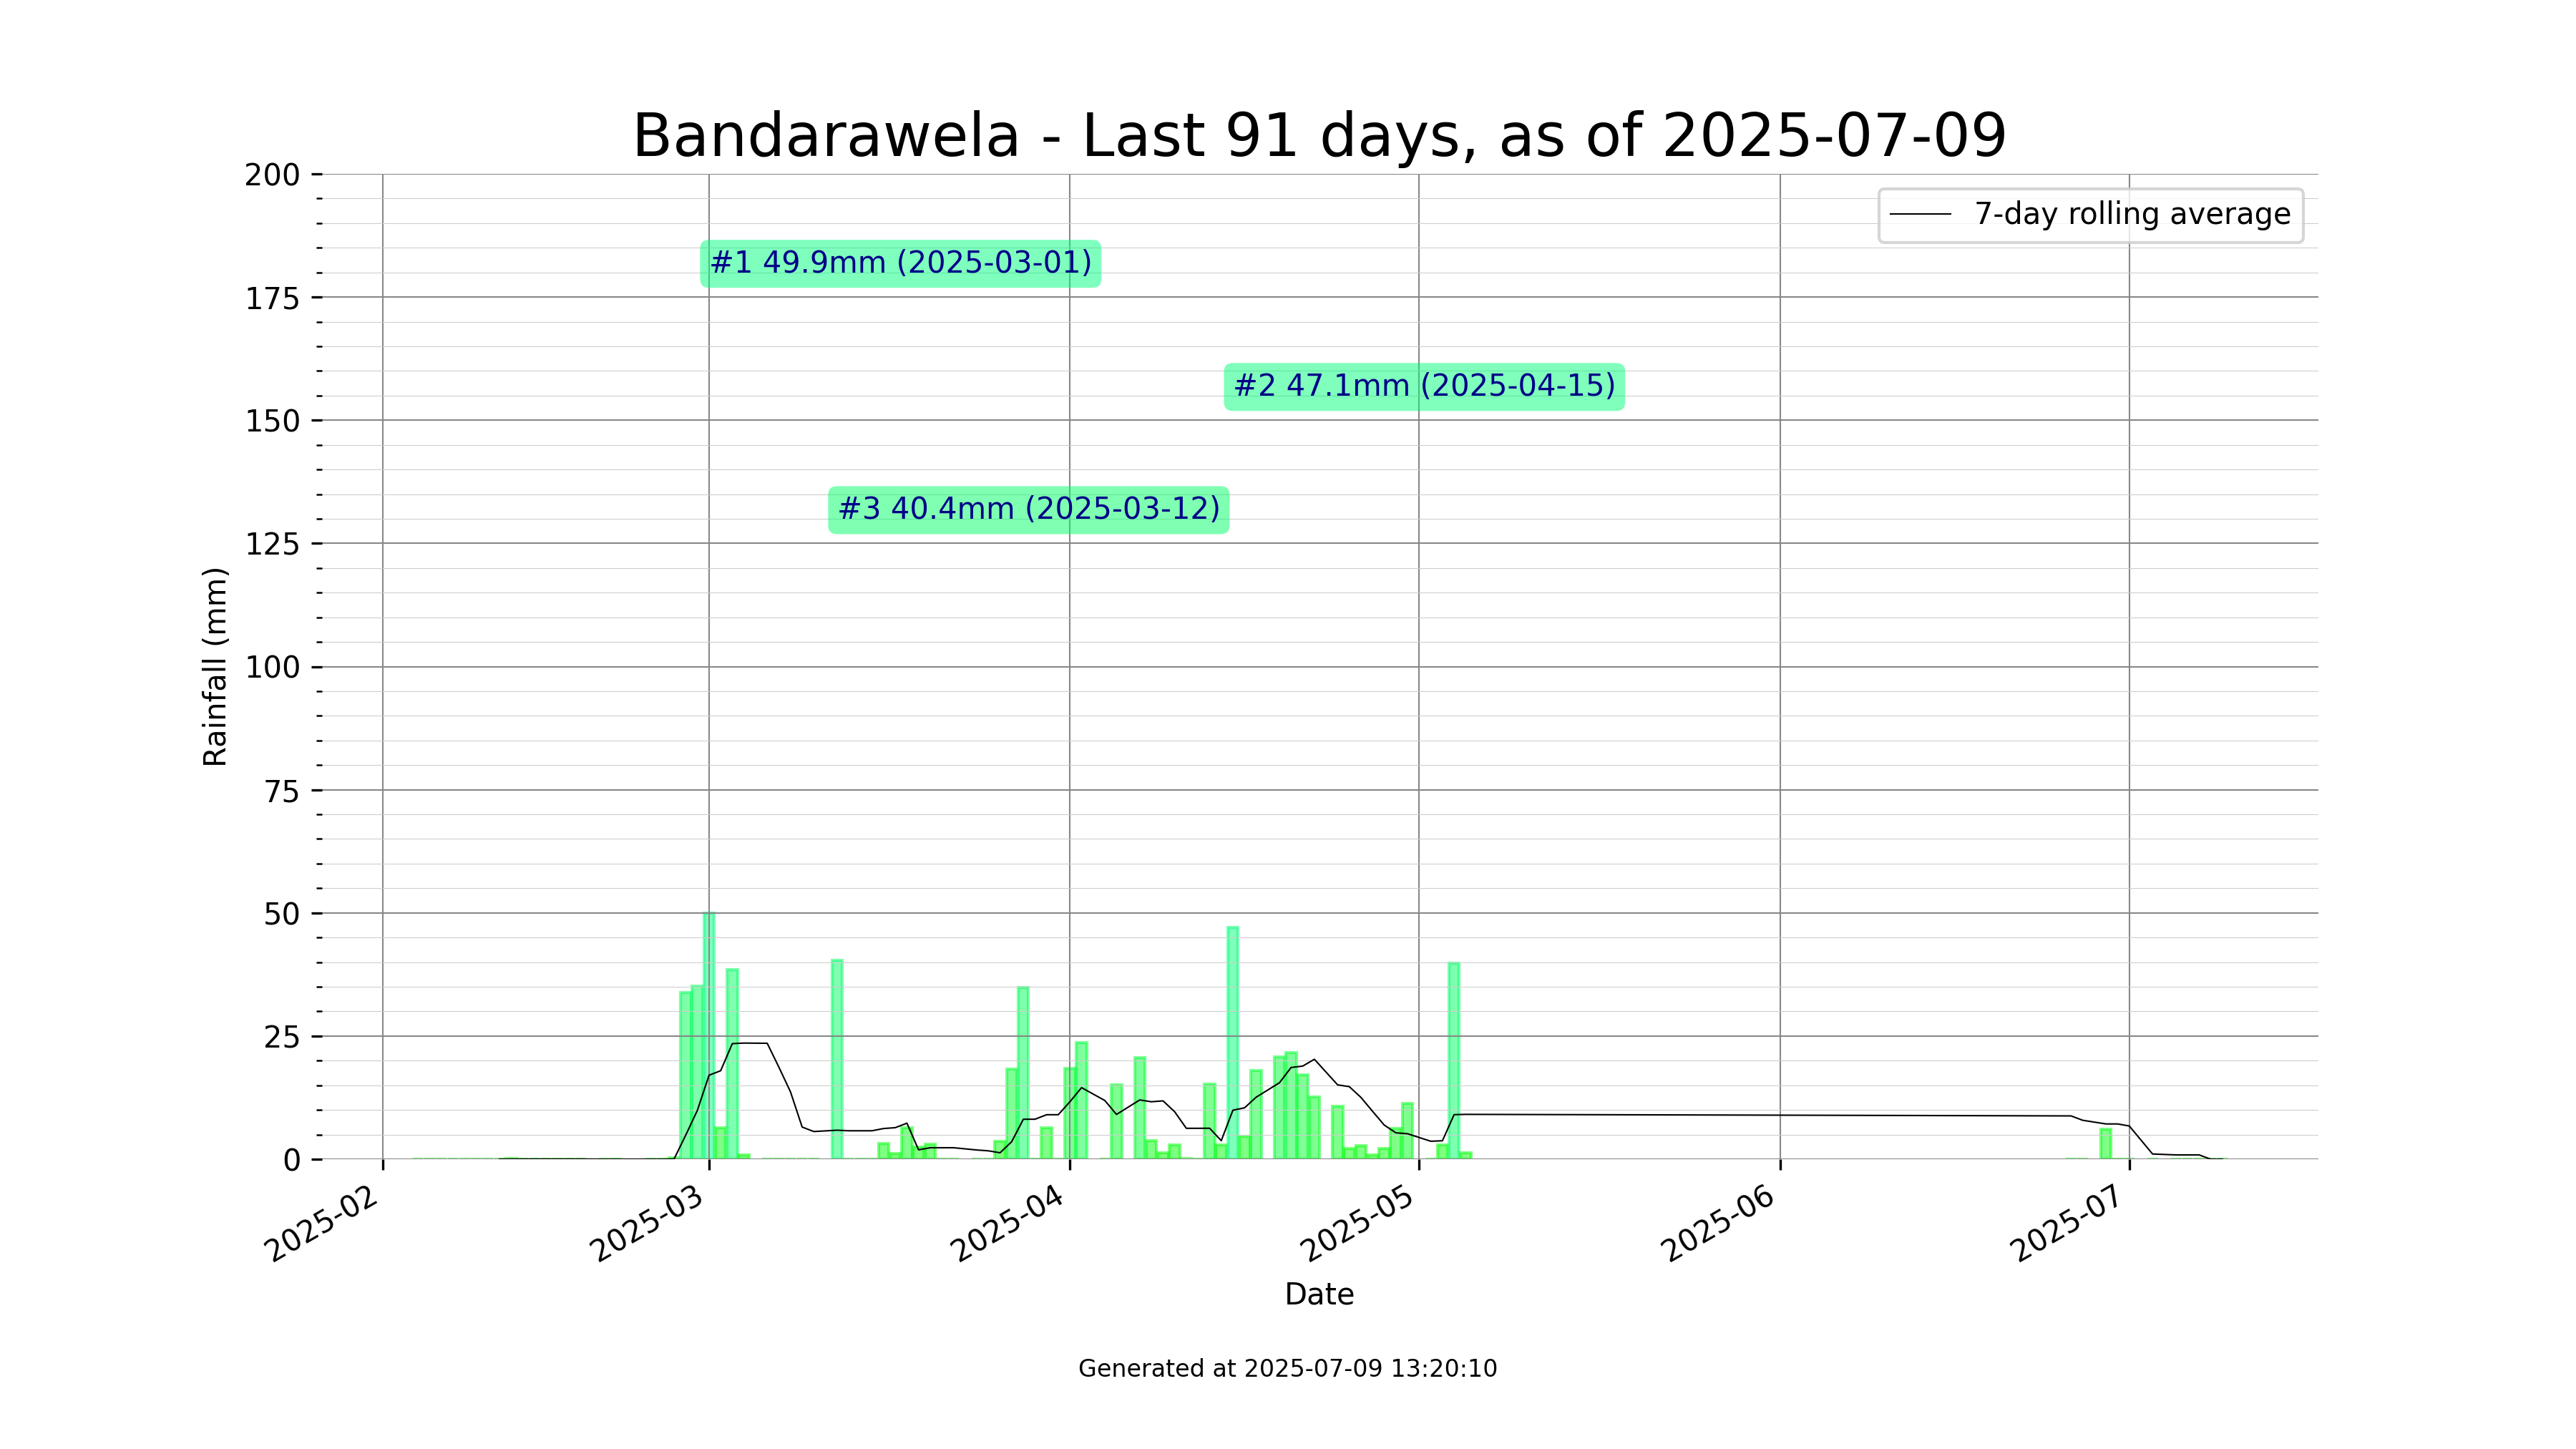 Bandarawela - Last 91 days, as of 2025-07-09
7-day rolling average
#1 49.9mm (2025-03-01)
#2 47.1mm (2025-04-15)
#3 40.4mm (2025-03-12)
Rainfall (mm)
200
175
150
125
100
75
50
25
0
2025-02
2025-03
2025-04
2025-05
2025-06
2025-07
Date
Generated at 2025-07-09 13:20:10